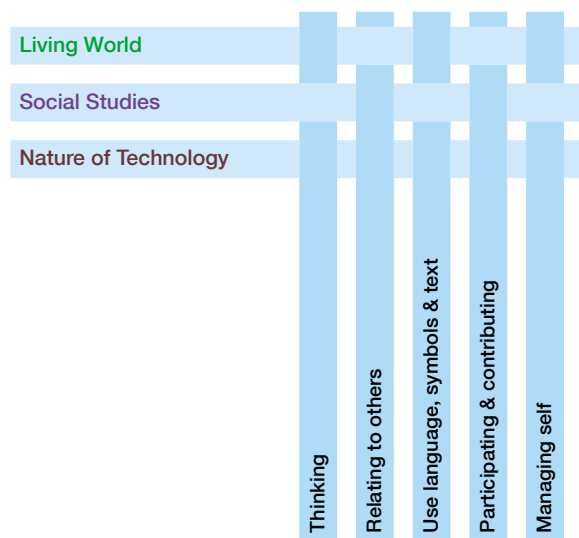 Living World
Social Studies
Nature of Technology
Thinking
Relating to others
Use language, symbols & text
Participating & contributing
Managing self